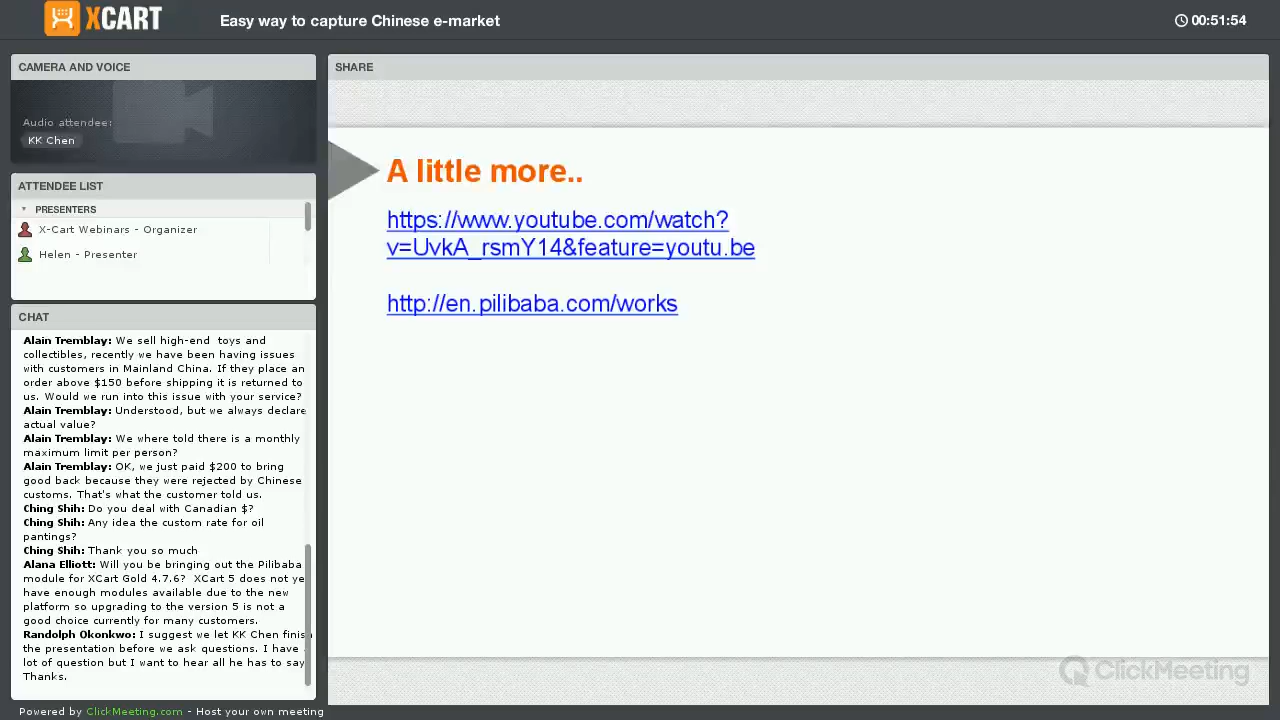 XCART
Easy way to capture Chinese e-market
00:51:54
CAMERA AND VOICE
Audio attendee:
KK Chen
ATTENDEE LIST
PRESENTERS
X-Cart Webinars - Organizer
Helen - Presenter
CHAT
Alain Tremblay: We sell high-end toys and
collectibles, recently we have been having issues
with customers in Mainland China. If they place an
order above $150 before shipping it is returned to
us. Would we run into this issue with your service?
Alain Tremblay: Understood, but we always declare
actual value?
Alain Tremblay: We where told there is a monthly
maximum limit per person?
Alain Tremblay: OK, we just paid $200 to bring
good back because they were rejected by Chinese
customs. That's what the customer told us.
Ching Shih: Do you deal with Canadian $?
Ching Shih: Any idea the custom rate for oil
pantings?
Ching Shih: Thank you so much
Alana Elliott: Will you be bringing out the Pilibaba
module for XCart Gold 4.7.6? XCart 5 does not ye
have enough modules available due to the new
platform so upgrading to the version 5 is not a
good choice currently for many customers.
Randolph Okonkwo: I suggest we let KK Chen finish
the presentation before we ask questions. I have
lot of question but I want to hear all he has to say
Thanks.
Powered by ClickMeeting.com - Host your own meeting
SHARE
A little more..
https://www.youtube.com/watch?
v=UvkA_rsmY14&feature=youtu.be
http://en.pilibaba.com/works
ClickMeeting